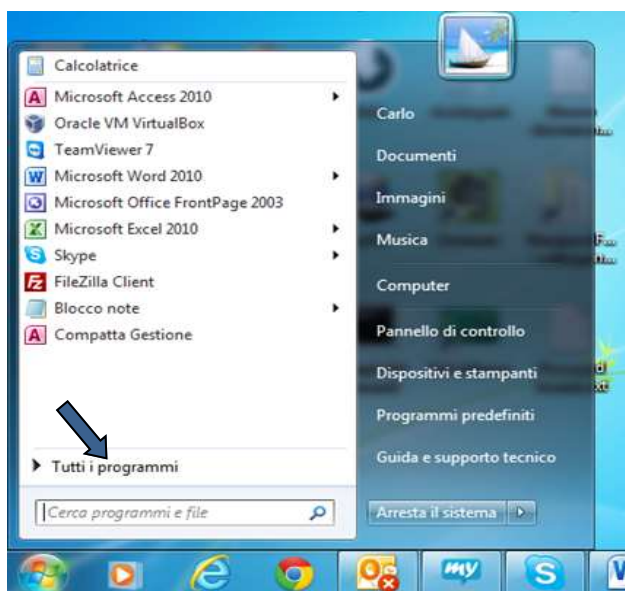 Calcolatrice
Microsoft Access 2010
Oracle VM VirtualBox
TeamViewer 7
Microsoft Word 2010
Microsoft Office FrontPage 2003
Microsoft Excel 2010
Skype
FileZilla Client
Blocco note
Compatta Gestione
Tutti i programmi
Cerca programmi e file
Carlo
Documenti
Immagini
Musica
Computer
Pannello di controllo
Dispositivi e stampanti
Programmi predefiniti
Guida e supporto tecnico
Arresta il sistema
my